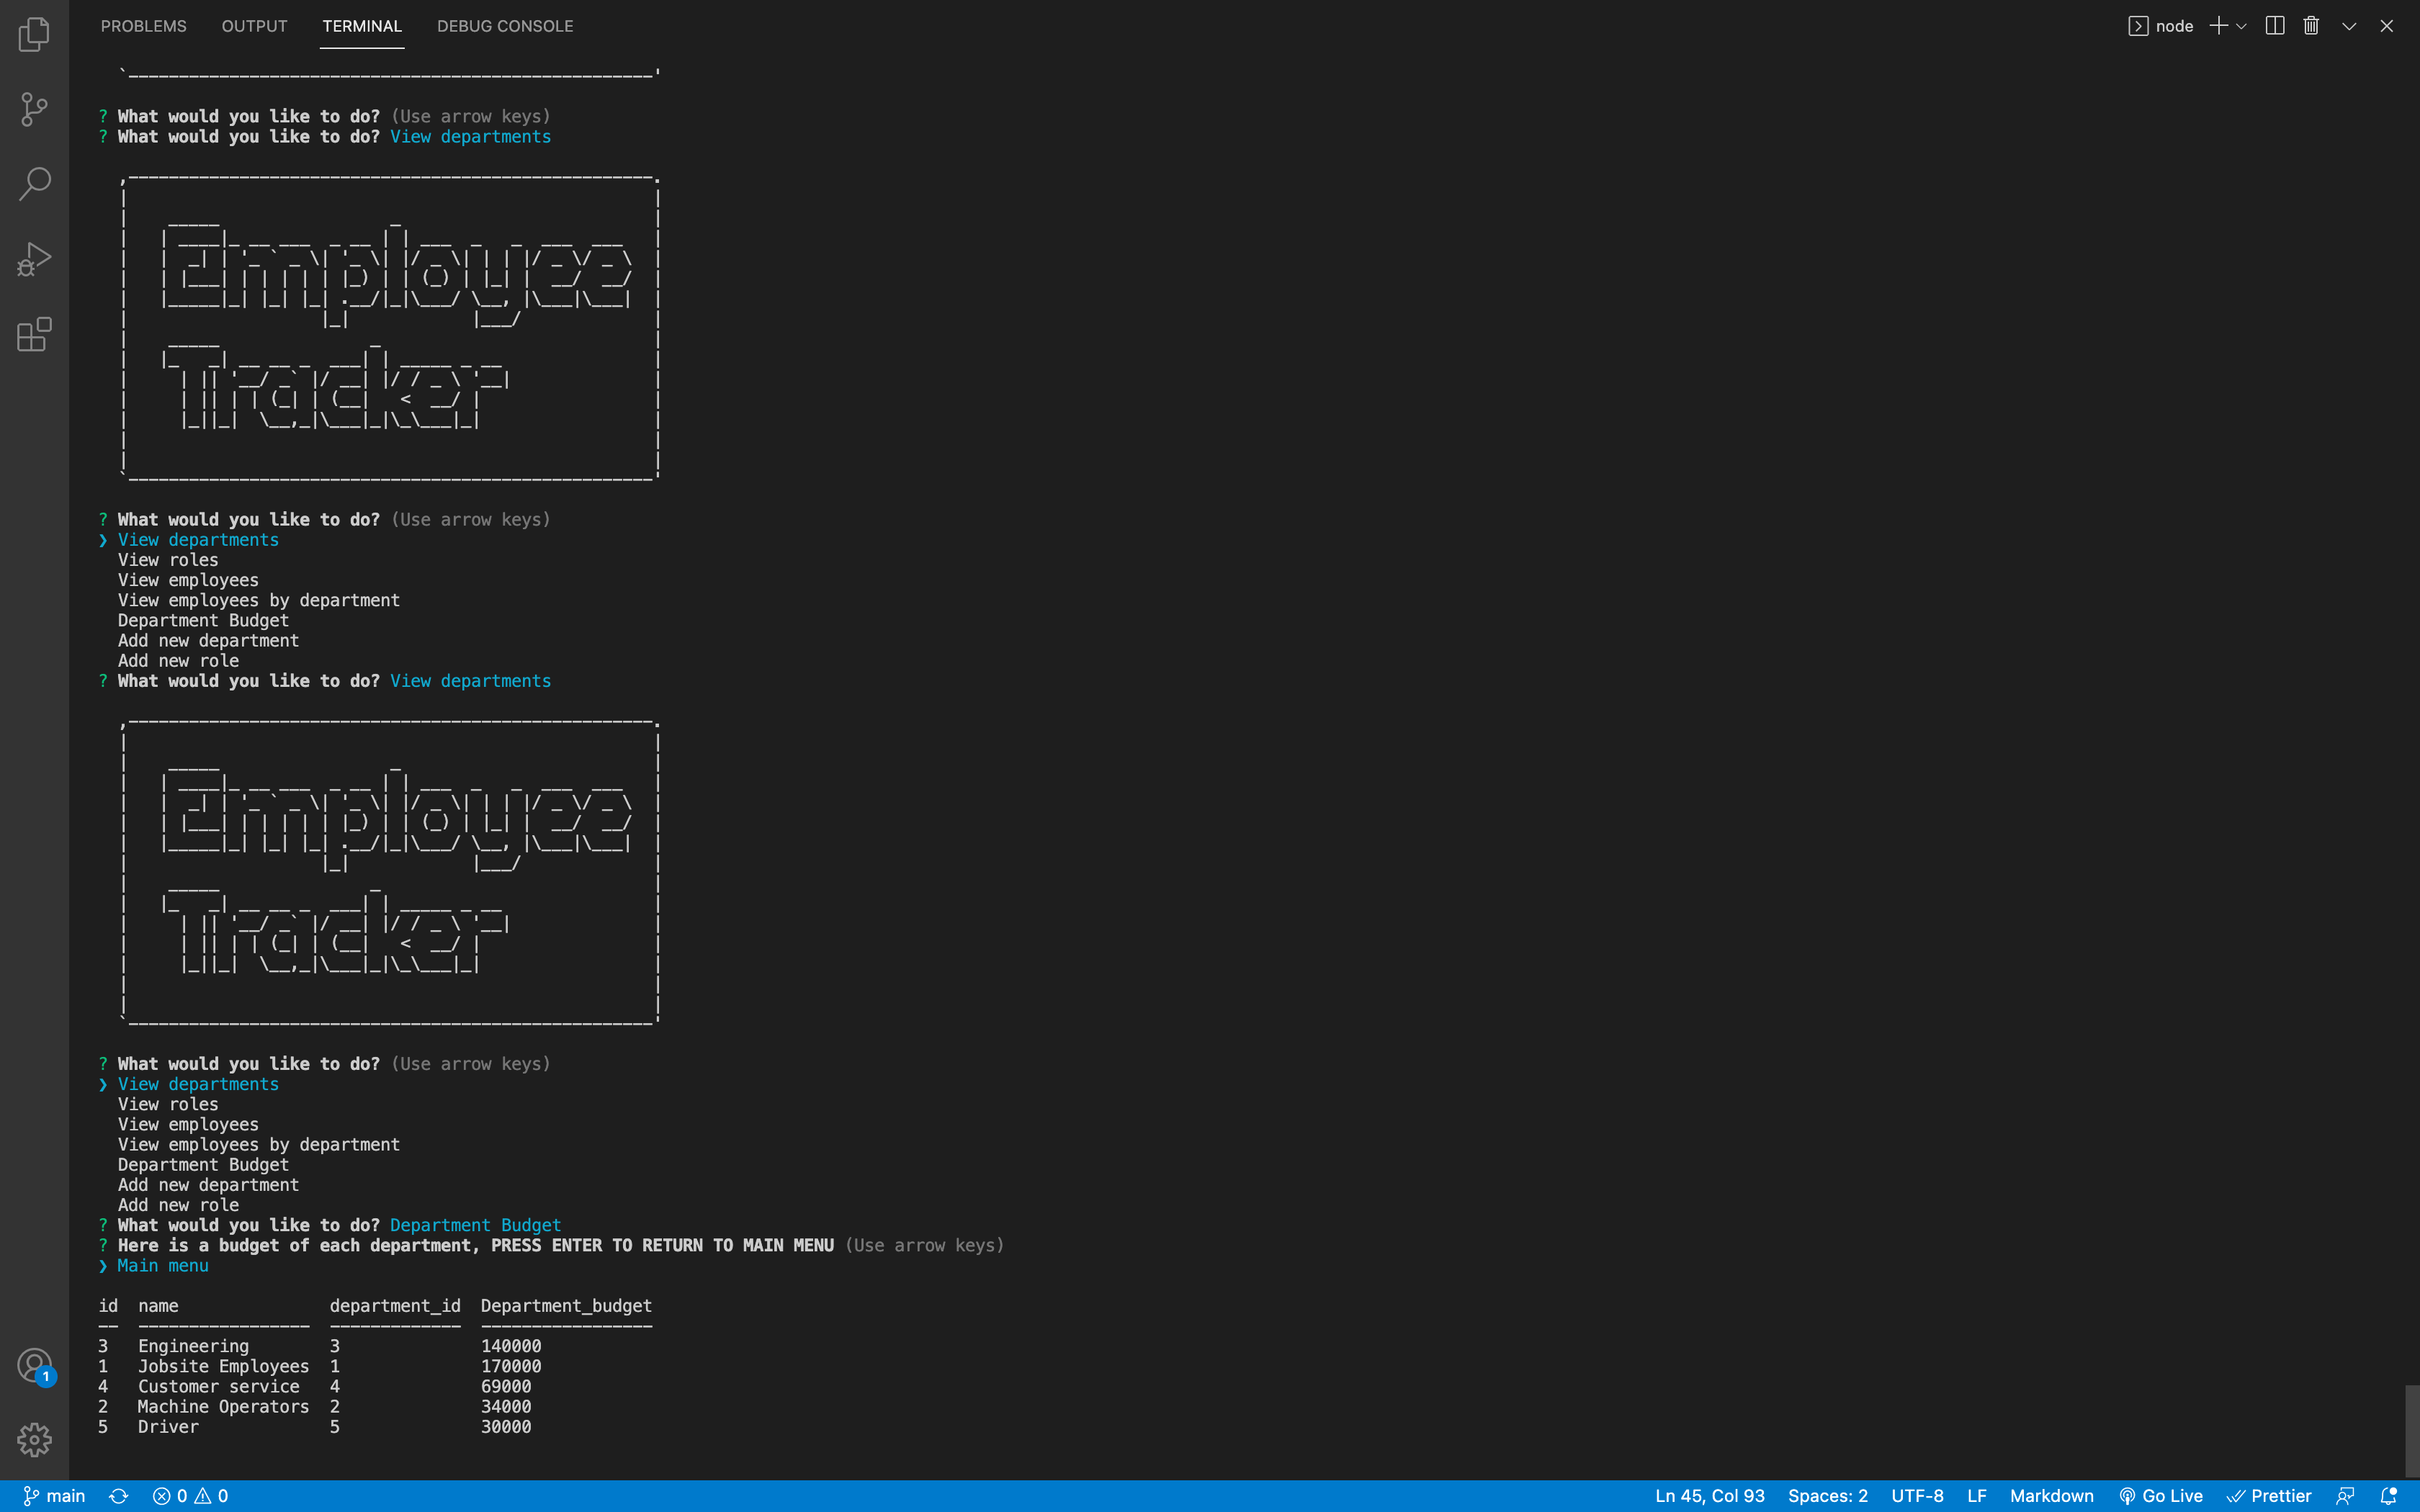 PROBLEMS OUTPUT TERMINAL DEBUG CONSOLE
node
? What would you like to do? (Use arrow keys)
? What would you like to do? View departments
Employee
Tracker
? What would you like to do? (Use arrow keys)
❯ View departments
View roles
View employees
View employees by department
Department Budget
Add new department
Add new role
? What would you like to do? View departments
Employee
Tracker
? What would you like to do? (Use arrow keys)
❯ View departments
View roles
View employees
View employees by department
Department Budget
Add new department
Add new role
? What would you like to do? Department Budget
? Here is a budget of each department, PRESS ENTER TO RETURN TO MAIN MENU (Use arrow keys)
❯ Main menu
id name department_id Department_budget
3 Engineering 3 140000
1 Jobsite Employees 1 170000
4 Customer service 4 69000
2 Machine Operators 2 34000
5 Driver 5 30000
1
main 0 0 Ln 45, Col 93 Spaces: 2 UTF-8 LF Markdown Go Live Prettier